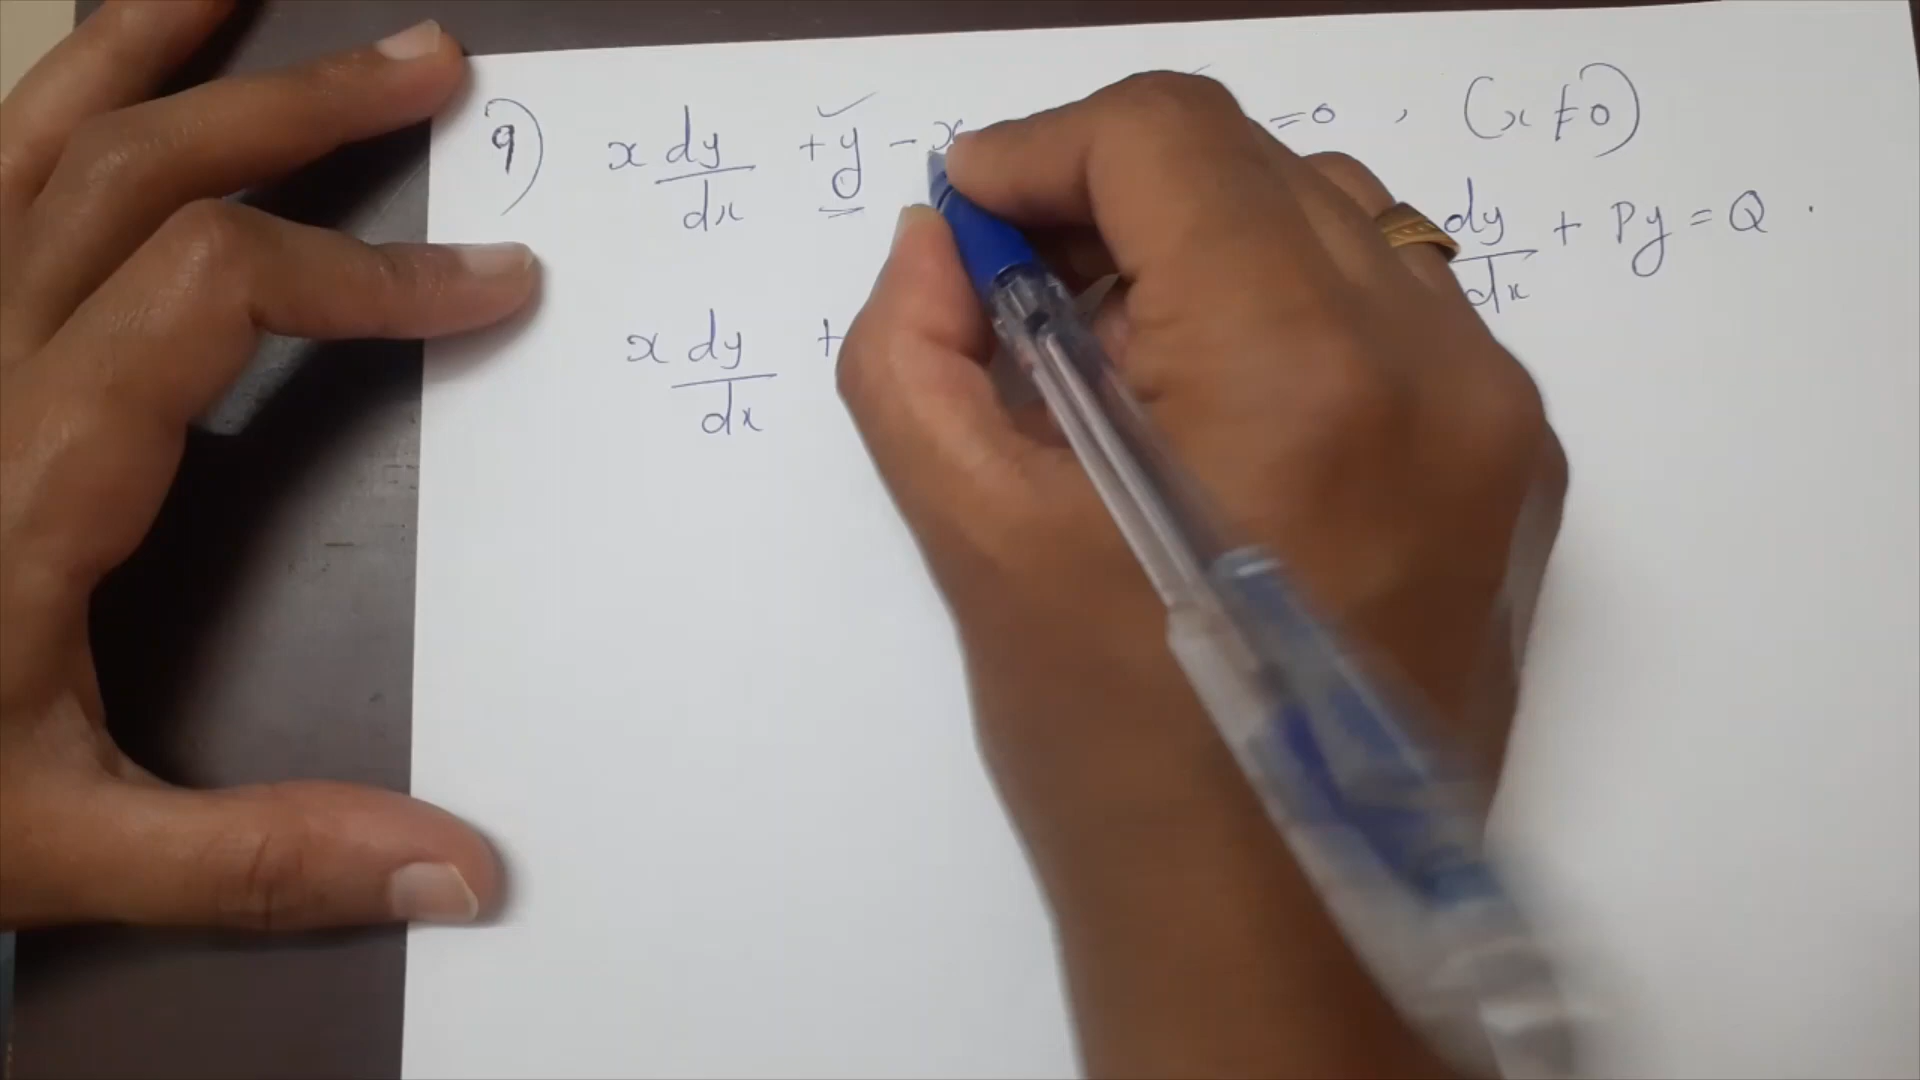 9) x dy/dx + y - x = 0 , (x ≠ 0)
dy/dx + Py = Q .
x dy/dx +